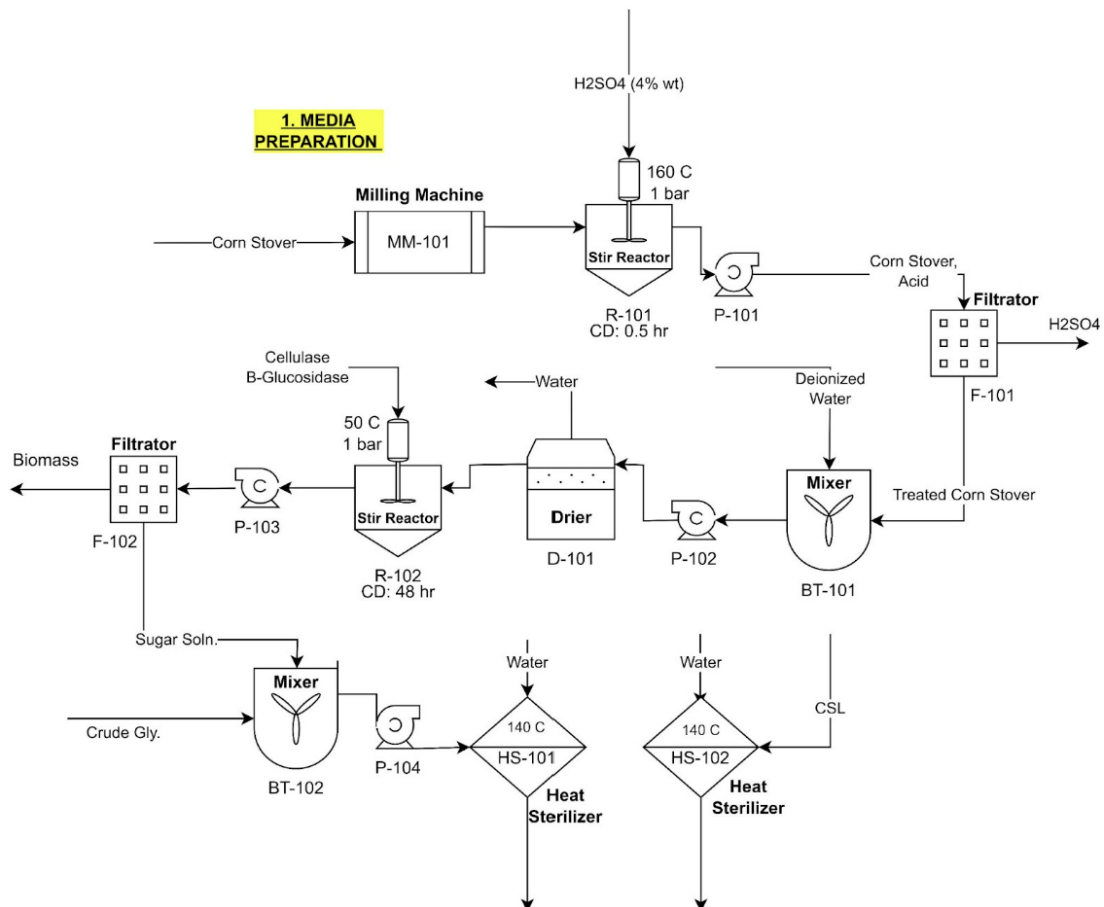 H2SO4 (4% wt)
1. MEDIA
PREPARATION
160 C
1 bar
Milling Machine
Corn Stover
MM-101
Stir Reactor
R-101
CD: 0.5 hr
P-101
Corn Stover,
Acid
Filtrator
H2SO4
F-101
Cellulase
B-Glucosidase
Water
Deionized
Water
50 C
1 bar
Filtrator
Biomass
F-102
P-103
Stir Reactor
R-102
CD: 48 hr
Drier
D-101
P-102
Mixer
BT-101
Treated Corn Stover
Sugar Soln.
Mixer
Crude Gly.
BT-102
P-104
Water
140 C
HS-101
Heat
Sterilizer
Water
140 C
HS-102
Heat
Sterilizer
CSL